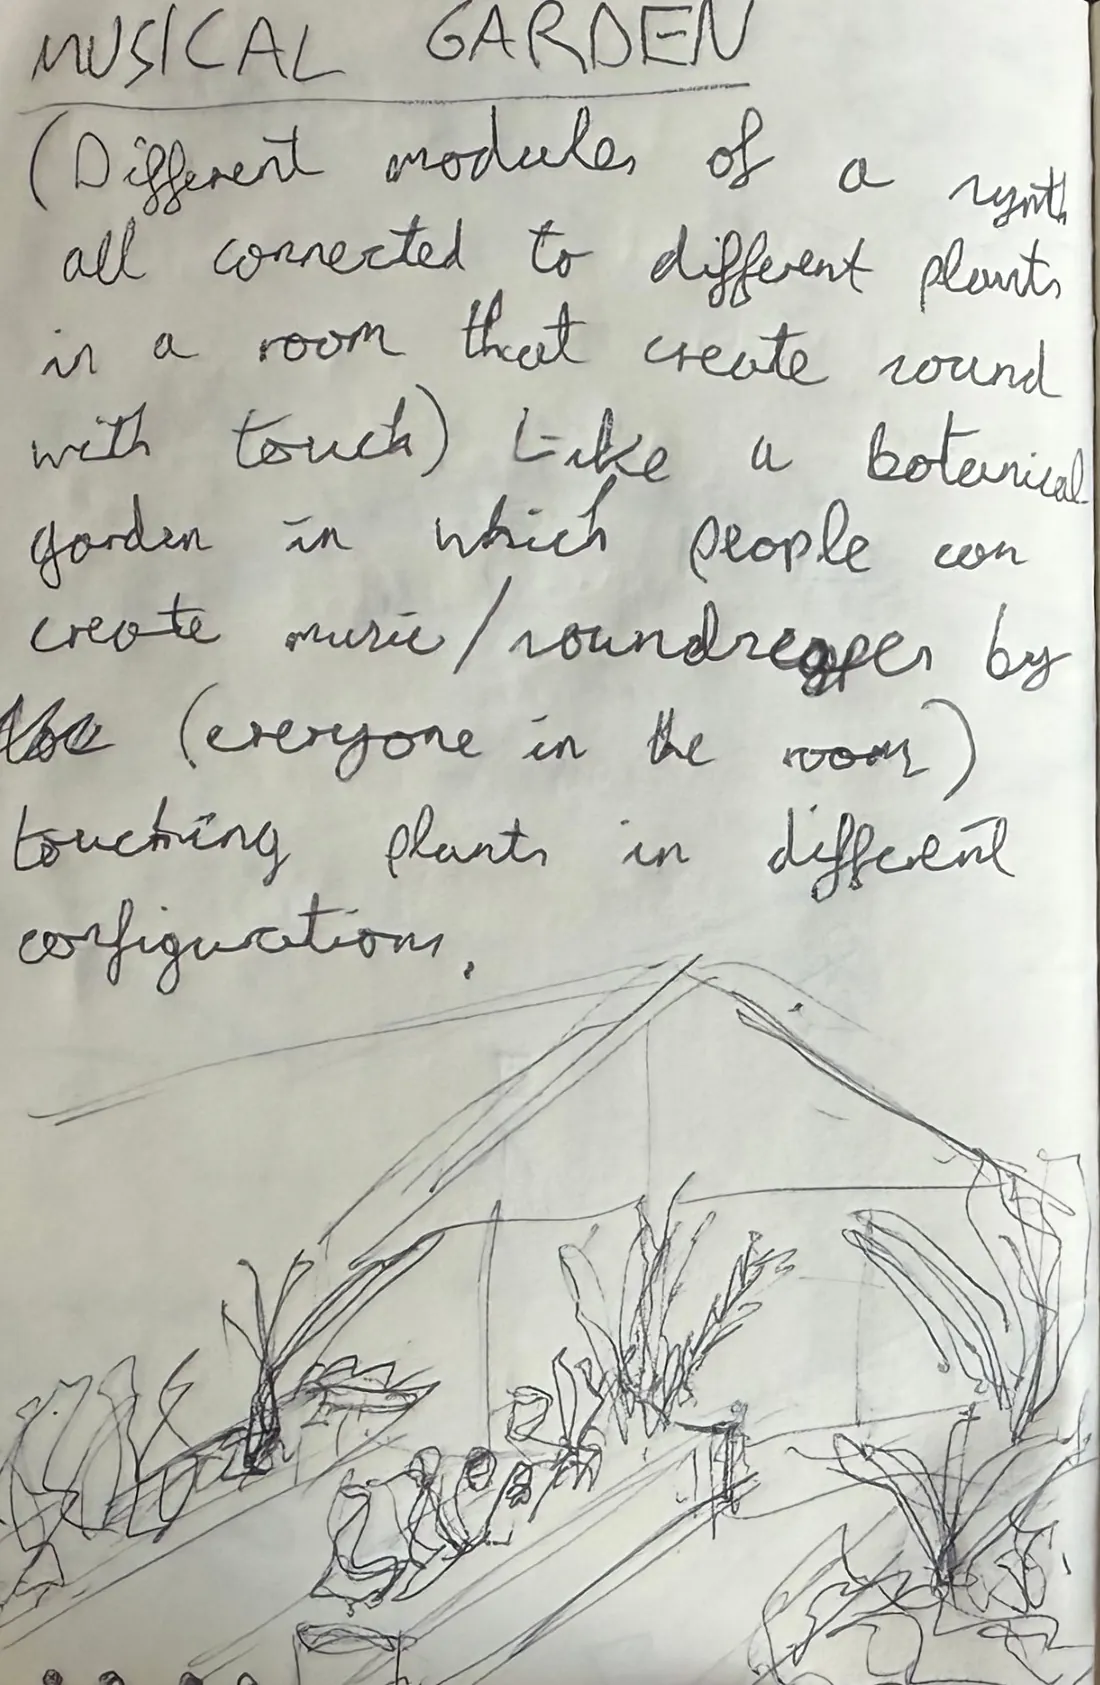 MUSICAL GARDEN
(Different modules of a synth
all connected to different plants
in a room that create sound
with touch) Like a botanical
garden in which people can
create music/soundscapes by
(everyone in the room)
touching plants in different
configurations.